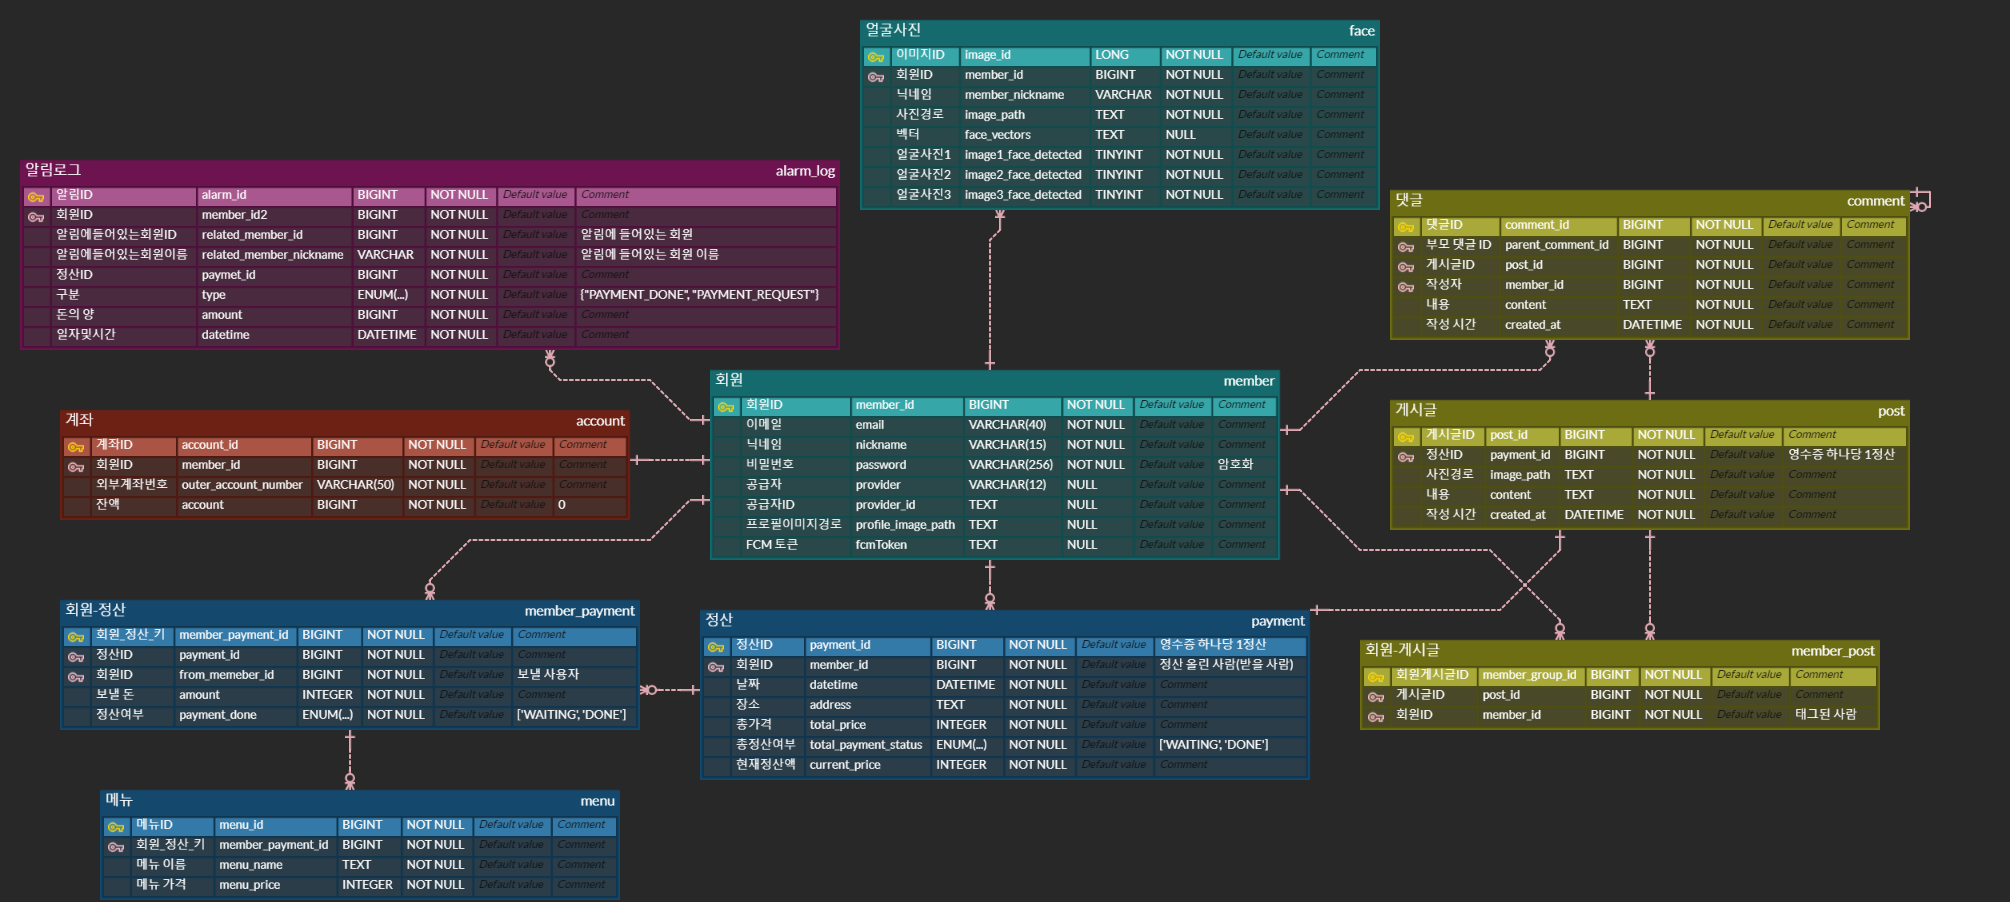 얼굴사진 face
이미지ID image_id LONG NOT NULL Default value Comment
회원ID member_id BIGINT NOT NULL Default value Comment
닉네임 member_nickname VARCHAR NOT NULL Default value Comment
사진경로 image_path TEXT NOT NULL Default value Comment
벡터 face_vectors TEXT NULL Default value Comment
얼굴사진1 image1_face_detected TINYINT NOT NULL Default value Comment
얼굴사진2 image2_face_detected TINYINT NOT NULL Default value Comment
얼굴사진3 image3_face_detected TINYINT NOT NULL Default value Comment
알림로그 alarm_log
알림ID alarm_id BIGINT NOT NULL Default value Comment
회원ID member_id2 BIGINT NOT NULL Default value Comment
알림에들어있는회원ID related_member_id BIGINT NOT NULL Default value 알림에 들어있는 회원
알림에들어있는회원이름 related_member_nickname VARCHAR NOT NULL Default value 알림에 들어있는 회원 이름
정산ID paymet_id BIGINT NOT NULL Default value Comment
구분 type ENUM(...) NOT NULL Default value {"PAYMENT_DONE", "PAYMENT_REQUEST"}
돈의 양 amount BIGINT NOT NULL Default value Comment
일자및시간 datetime DATETIME NOT NULL Default value Comment
댓글 comment
댓글ID comment_id BIGINT NOT NULL Default value Comment
부모 댓글 ID parent_comment_id BIGINT NOT NULL Default value Comment
게시글ID post_id BIGINT NOT NULL Default value Comment
작성자 member_id BIGINT NOT NULL Default value Comment
내용 content TEXT NOT NULL Default value Comment
작성 시간 created_at DATETIME NOT NULL Default value Comment
회원 member
회원ID member_id BIGINT NOT NULL Default value Comment
이메일 email VARCHAR(40) NOT NULL Default value Comment
닉네임 nickname VARCHAR(15) NOT NULL Default value Comment
비밀번호 password VARCHAR(256) NOT NULL Default value 암호화
공급자 provider VARCHAR(12) NULL Default value Comment
공급자ID provider_id TEXT NULL Default value Comment
프로필이미지경로 profile_image_path TEXT NULL Default value Comment
FCM 토큰 fcmToken TEXT NULL Default value Comment
계좌 account
계좌ID account_id BIGINT NOT NULL Default value Comment
회원ID member_id BIGINT NOT NULL Default value Comment
외부계좌번호 outer_account_number VARCHAR(50) NOT NULL Default value Comment
잔액 account BIGINT NOT NULL Default value 0
게시글 post
게시글ID post_id BIGINT NOT NULL Default value Comment
정산ID payment_id BIGINT NOT NULL Default value 영수증 하나당 1정산
사진경로 image_path TEXT NOT NULL Default value Comment
내용 content TEXT NOT NULL Default value Comment
작성 시간 created_at DATETIME NOT NULL Default value Comment
회원-정산 member_payment
회원_정산_키 member_payment_id BIGINT NOT NULL Default value Comment
정산ID payment_id BIGINT NOT NULL Default value Comment
회원ID from_memeber_id BIGINT NOT NULL Default value 보낼 사용자
보낼 돈 amount INTEGER NOT NULL Default value Comment
정산여부 payment_done ENUM(...) NOT NULL Default value ['WAITING', 'DONE']
정산 payment
정산ID payment_id BIGINT NOT NULL Default value 영수증 하나당 1정산
회원ID member_id BIGINT NOT NULL Default value 정산 올린 사람(받을 사람)
날짜 datetime DATETIME NOT NULL Default value Comment
장소 address TEXT NOT NULL Default value Comment
총가격 total_price INTEGER NOT NULL Default value Comment
총정산여부 total_payment_status ENUM(...) NOT NULL Default value ['WAITING', 'DONE']
현재정산액 current_price INTEGER NOT NULL Default value Comment
회원-게시글 member_post
회원게시글ID member_group_id BIGINT NOT NULL Default value Comment
게시글ID post_id BIGINT NOT NULL Default value Comment
회원ID member_id BIGINT NOT NULL Default value 태그된 사람
메뉴 menu
메뉴ID menu_id BIGINT NOT NULL Default value Comment
회원_정산_키 member_payment_id BIGINT NOT NULL Default value Comment
메뉴 이름 menu_name TEXT NOT NULL Default value Comment
메뉴 가격 menu_price INTEGER NOT NULL Default value Comment